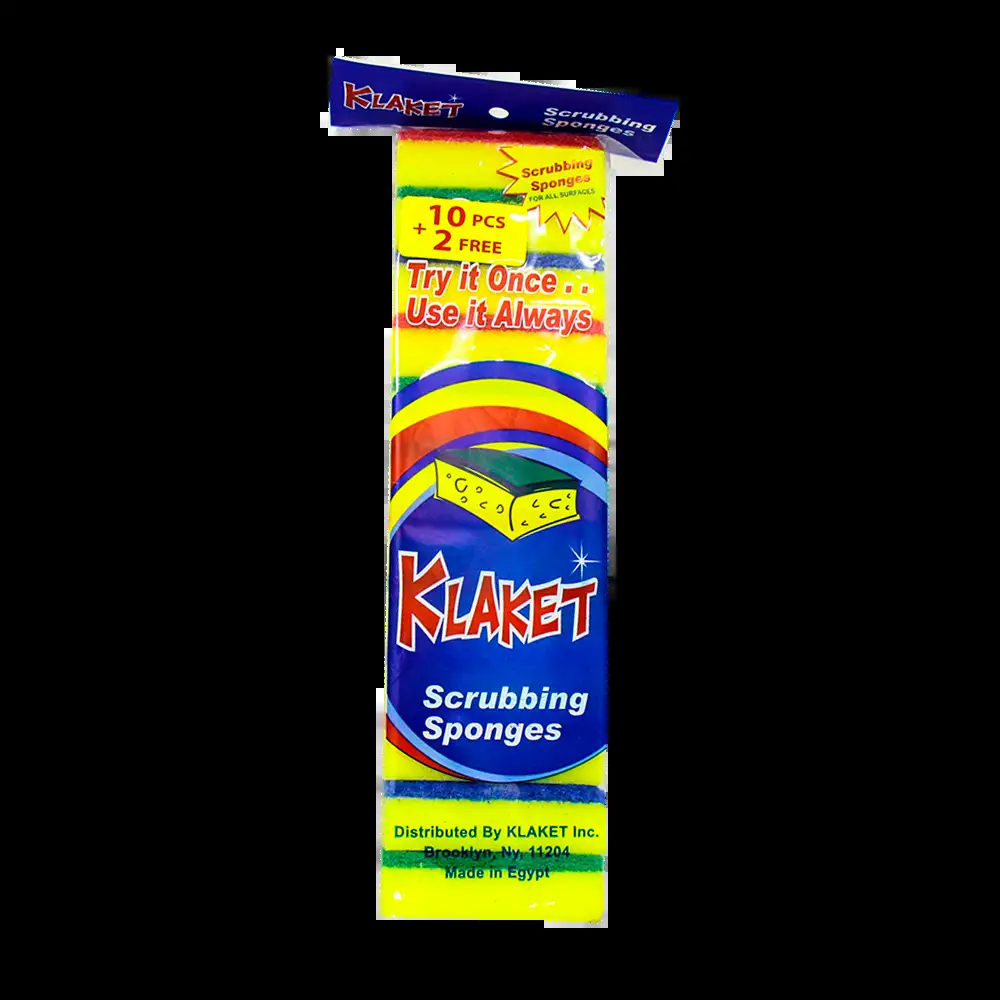 KLAKET
Scrubbing
Sponges
Scrubbing
Sponges
FOR ALL SURFACES
+ 10 PCS
2 FREE
Try it Once . .
Use it Always
KLAKET
Scrubbing
Sponges
Distributed By KLAKET Inc.
Brooklyn, Ny, 11204
Made in Egypt